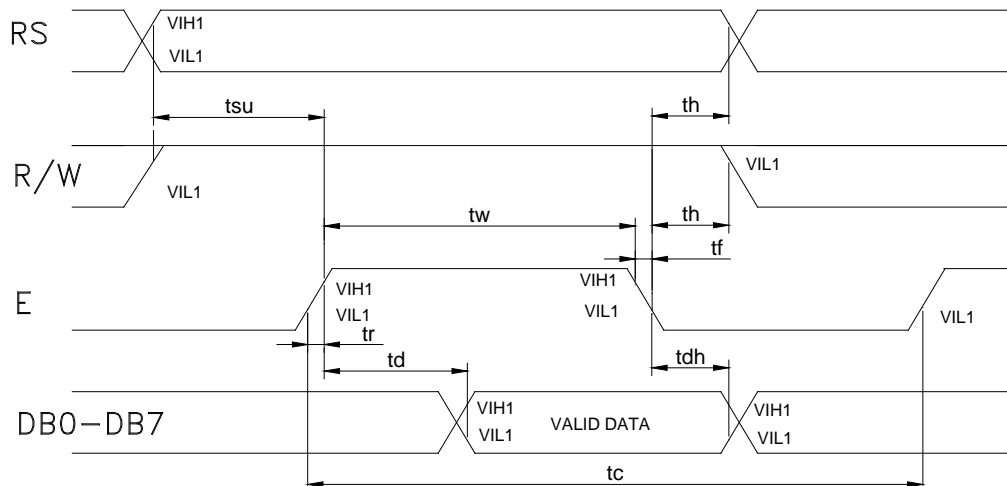 RS
VIH1
VIL1
tsu
th
R/W
VIL1
VIL1
tw
th
tf
E
VIH1
VIH1
VIL1
VIL1
VIL1
tr
td
tdh
DB0-DB7
VIH1
VALID DATA
VIH1
VIL1
VIL1
tc